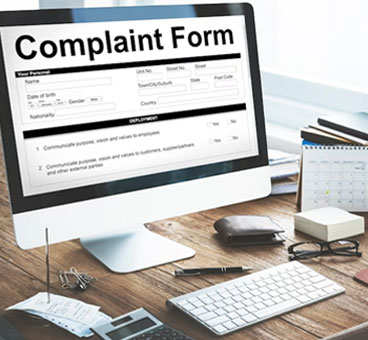 Complaint Form
Your Personal
Name
Unit No. Street No. Street
Town/City/Suburb State Post Code
Date of birth
Gender
Country
Nationality
DEPLOYMENT
1 Communicate purpose, vision and values to employees Yes No
2 Communicate purpose, vision and values to customers, supplier/partners Yes No
and other external parties